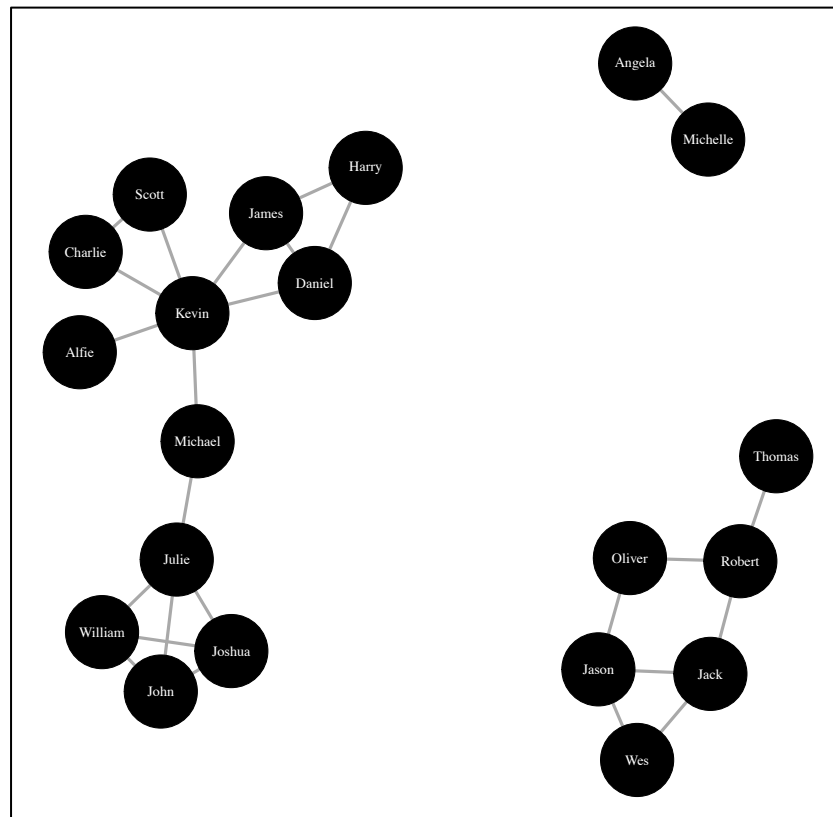 Angela
Michelle
Harry
Scott
James
Charlie
Daniel
Kevin
Alfie
Michael
Thomas
Julie
Oliver
Robert
William
Joshua
John
Jason
Jack
Wes